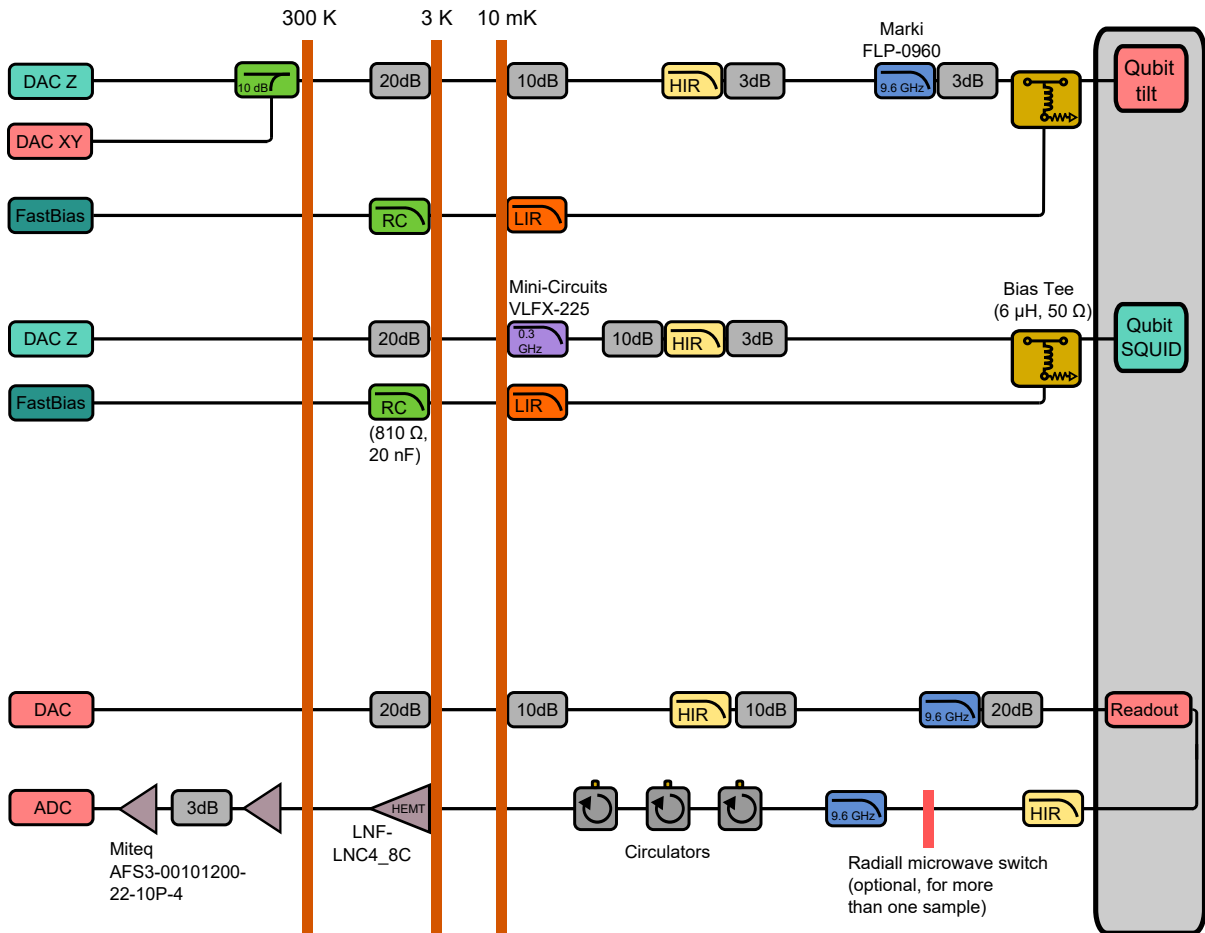 300 K
3 K
10 mK
Marki
FLP-0960
DAC Z
10 dB
20dB
10dB
HIR
3dB
9.6 GHz
3dB
Qubit
tilt
DAC XY
FastBias
RC
LIR
Mini-Circuits
VLFX-225
Bias Tee
(6 µH, 50 Ω)
DAC Z
20dB
0.3
GHz
10dB
HIR
3dB
Qubit
SQUID
FastBias
RC
LIR
(810 Ω,
20 nF)
DAC
20dB
10dB
HIR
10dB
9.6 GHz
20dB
Readout
ADC
3dB
HEMT
9.6 GHz
HIR
Miteq
AFS3-00101200-
22-10P-4
LNF-
LNC4_8C
Circulators
Radiall microwave switch
(optional, for more
than one sample)